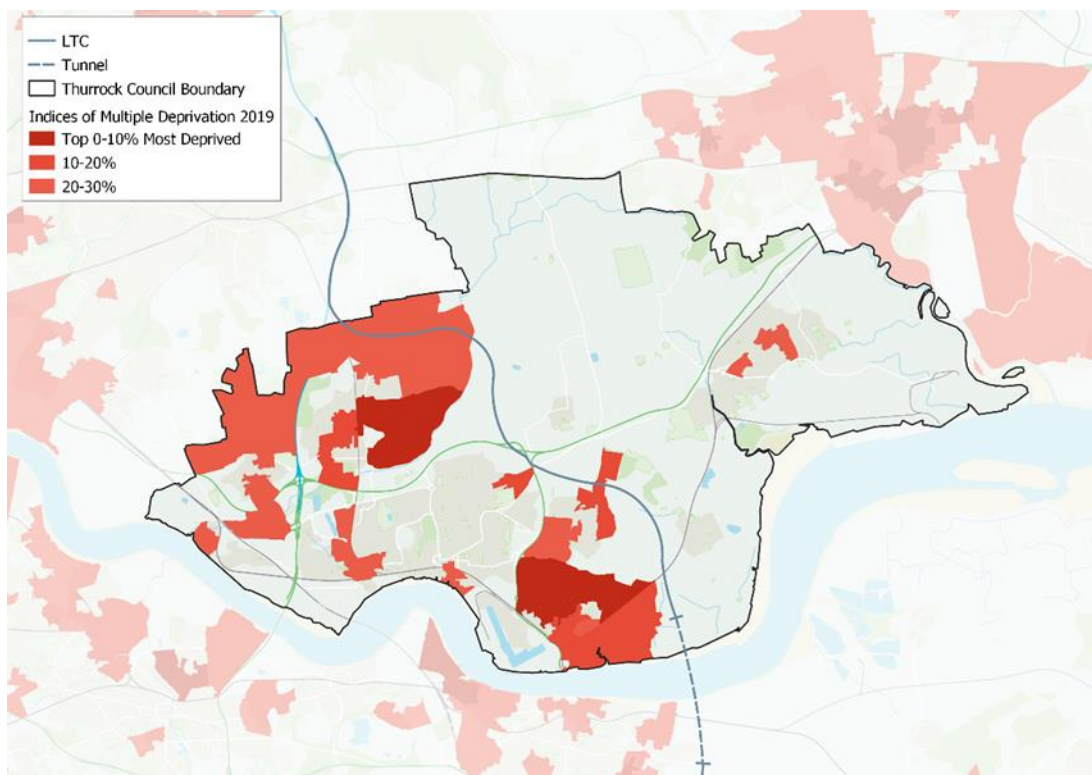 LTC
Tunnel
Thurrock Council Boundary
Indices of Multiple Deprivation 2019
Top 0-10% Most Deprived
10-20%
20-30%